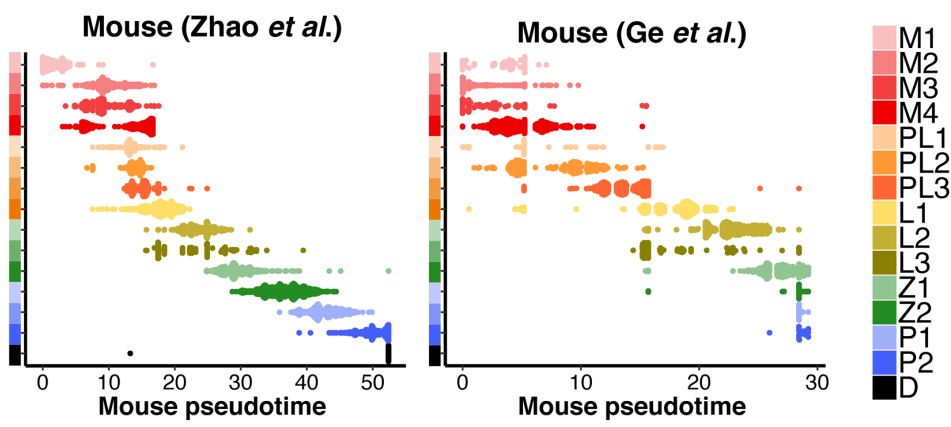 Mouse (Zhao et al.)
0 10 20 30 40 50
Mouse pseudotime
Mouse (Ge et al.)
0 10 20 30
Mouse pseudotime
M1
M2
M3
M4
PL1
PL2
PL3
L1
L2
L3
Z1
Z2
P1
P2
D